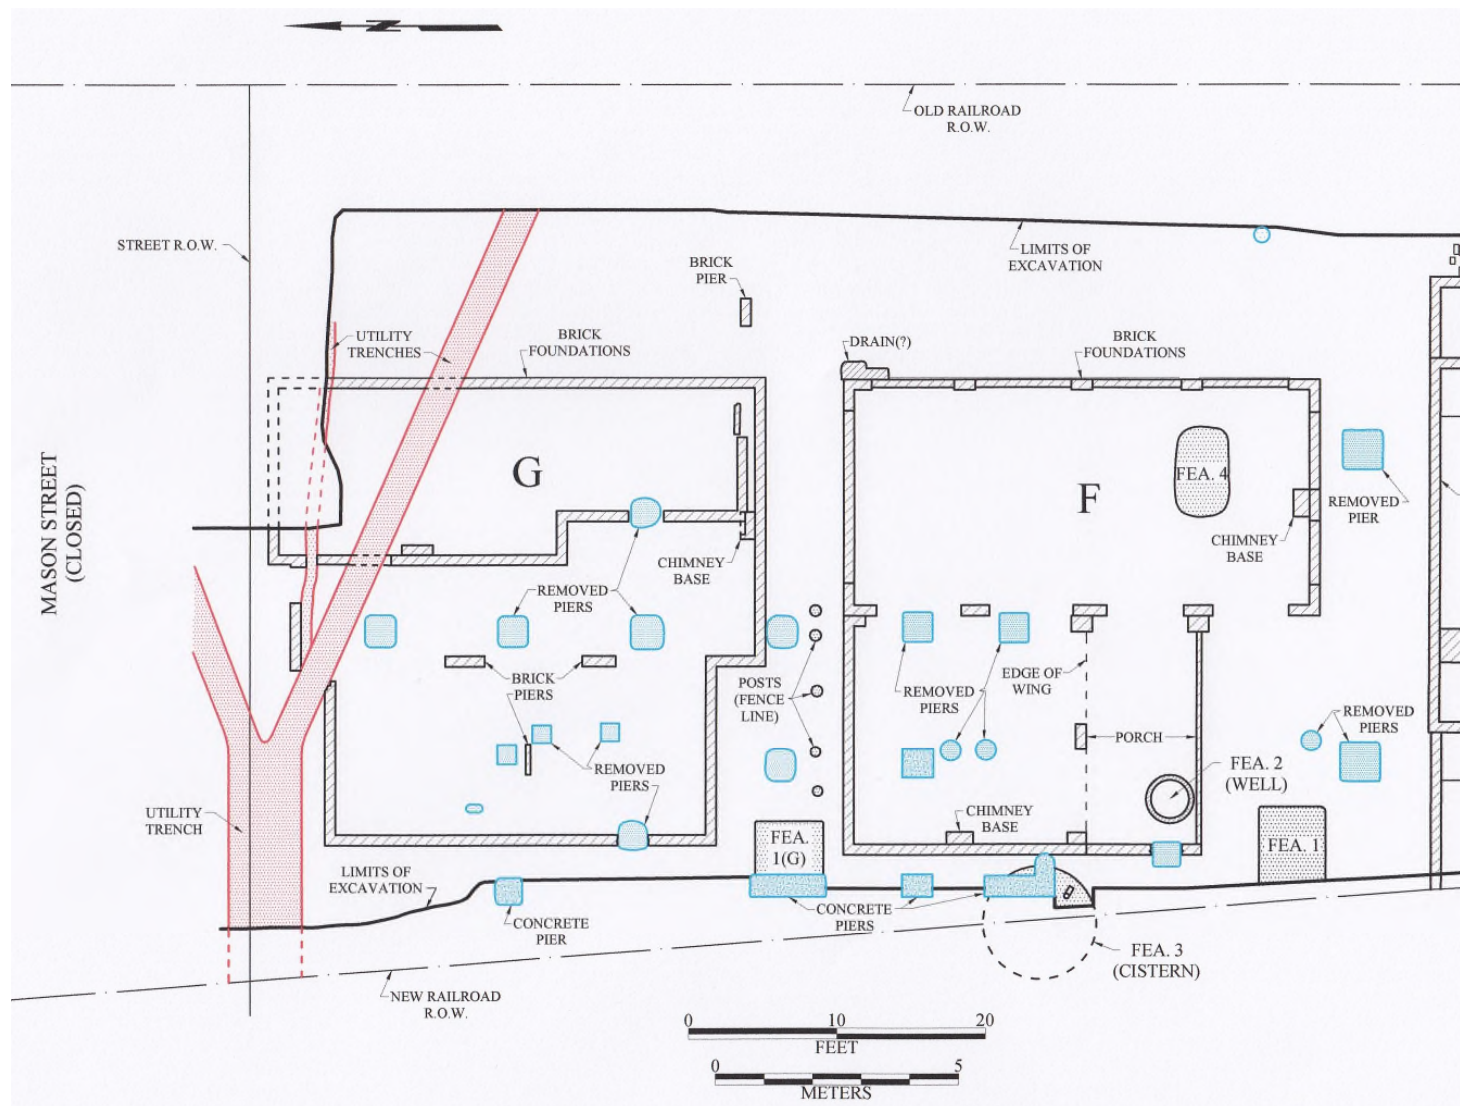 N
OLD RAILROAD
R.O.W.
STREET R.O.W.
LIMITS OF
EXCAVATION
BRICK
PIER
UTILITY
TRENCHES
BRICK
FOUNDATIONS
DRAIN(?)
BRICK
FOUNDATIONS
MASON STREET
(CLOSED)
G
F
FEA. 4
REMOVED
PIER
CHIMNEY
BASE
CHIMNEY
BASE
REMOVED
PIERS
BRICK
PIERS
POSTS
(FENCE
LINE)
REMOVED
PIERS
EDGE OF
WING
PORCH
REMOVED
PIERS
REMOVED
PIERS
FEA. 2
(WELL)
UTILITY
TRENCH
CHIMNEY
BASE
FEA.
1(G)
FEA. 1
LIMITS OF
EXCAVATION
CONCRETE
PIER
CONCRETE
PIERS
FEA. 3
(CISTERN)
NEW RAILROAD
R.O.W.
0 10 20
FEET
0 5
METERS